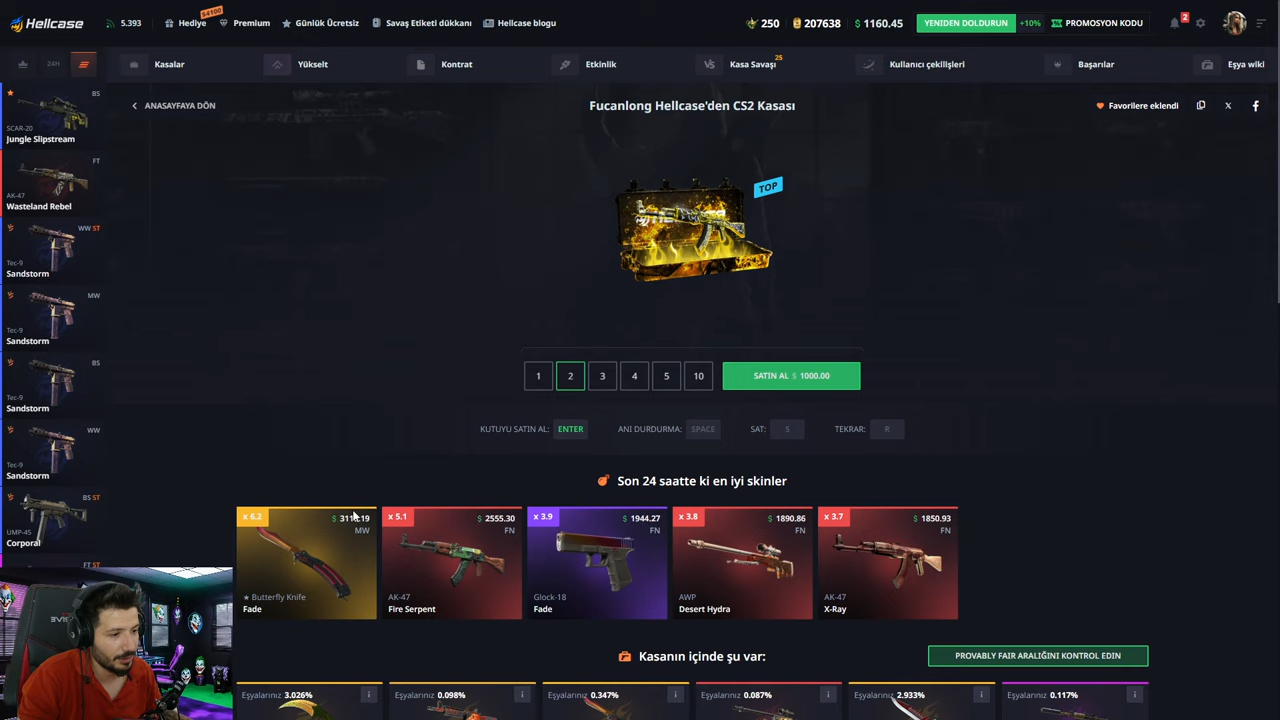 Hellcase
5.393
Hediye
$4100
Premium
Günlük Ücretsiz
Savaş Etiketi dükkanı
Hellcase blogu
250
207638
$ 1160.45
YENİDEN DOLDURUN
+10%
PROMOSYON KODU
2
24H
Kasalar
Yükselt
Kontrat
Etkinlik
VS
Kasa Savaşı
25
Kullanıcı çekilişleri
Başarılar
Eşya wiki
ANASAYFAYA DÖN
Fucanlong Hellcase'den CS2 Kasası
Favorilere eklendi
BS
SCAR-20
Jungle Slipstream
FT
AK-47
Wasteland Rebel
WW ST
Tec-9
Sandstorm
MW
Tec-9
Sandstorm
BS
Tec-9
Sandstorm
WW
Tec-9
Sandstorm
BS ST
UMP-45
Corporal
FT ST
TOP
1
2
3
4
5
10
SATIN AL $ 1000.00
KUTUYU SATIN AL: ENTER
ANI DURDURMA: SPACE
SAT: S
TEKRAR: R
Son 24 saatte ki en iyi skinler
x 6.2
MW
★ Butterfly Knife
Fade
x 5.1
$ 2555.30
FN
AK-47
Fire Serpent
x 3.9
$ 1944.27
FN
Glock-18
Fade
x 3.8
$ 1890.86
FN
AWP
Desert Hydra
x 3.7
$ 1850.93
FN
AK-47
X-Ray
Kasanın içinde şu var:
PROVABLY FAIR ARALIĞINI KONTROL EDIN
Eşyalarınız 3.026%
Eşyalarınız 0.098%
Eşyalarınız 0.347%
Eşyalarınız 0.087%
Eşyalarınız 2.933%
Eşyalarınız 0.117%